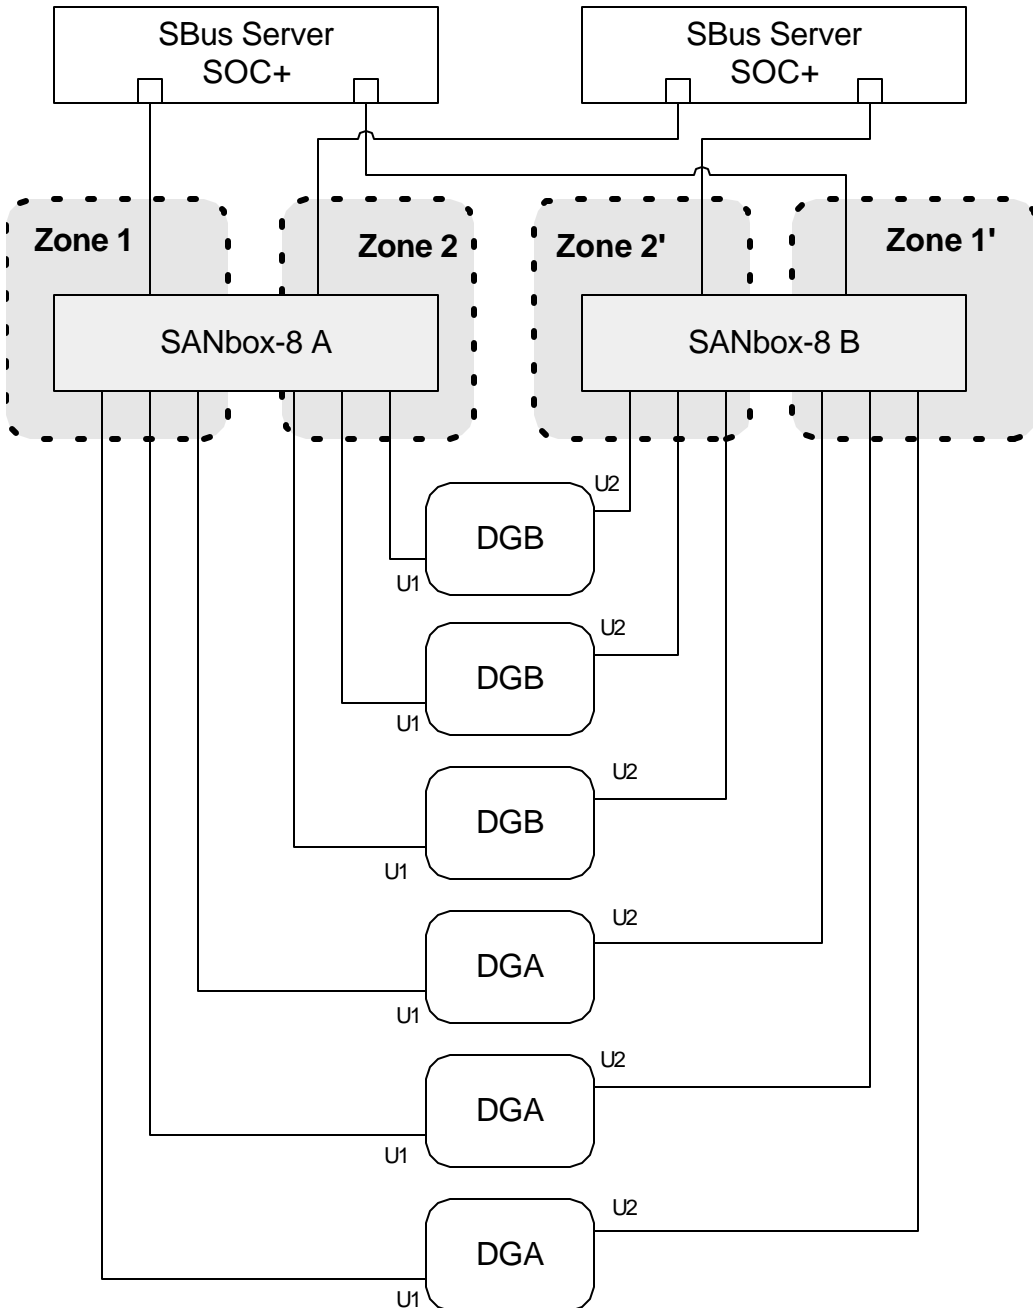 SBus Server
SOC+
SBus Server
SOC+
Zone 1
Zone 2
Zone 2'
Zone 1'
SANbox-8 A
SANbox-8 B
U2
DGB
U1
U2
DGB
U1
U2
DGB
U1
U2
DGA
U1
U2
DGA
U1
U2
DGA
U1